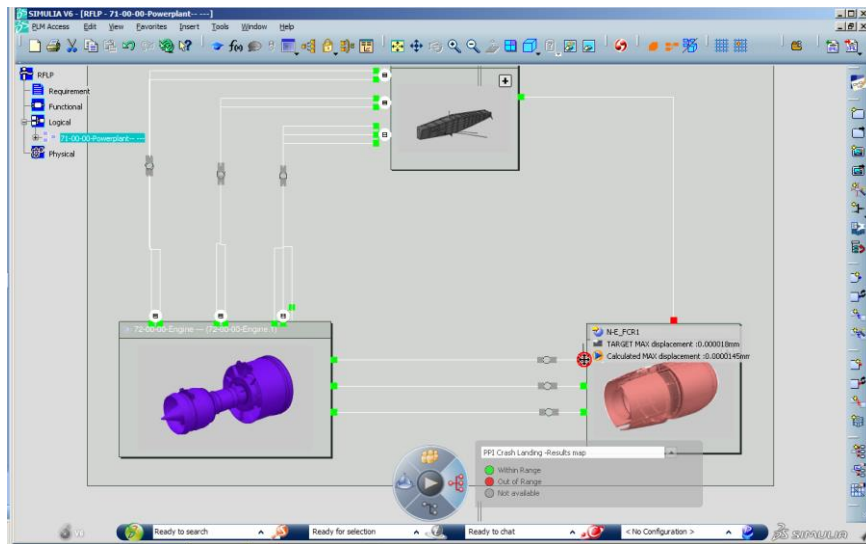 SIMULIA V6 - [RFLP - 71-00-00-Powerplant-- ---]
PLM Access Edit View Favorites Insert Tools Window Help
RFLP
Requirement
Functional
Logical
71-00-00-Powerplant-- ---
Physical
72-00-00-Engine --- (72-00-00-Engine.1)
N-E_FCR1
TARGET MAX displacement :0.000018mm
Calculated MAX displacement :0.0000145mm
PPI Crash Landing -Results map
Within Range
Out of Range
Not available
Ready to search
Ready for selection
Ready to chat
< No Configuration >
SIMULIA